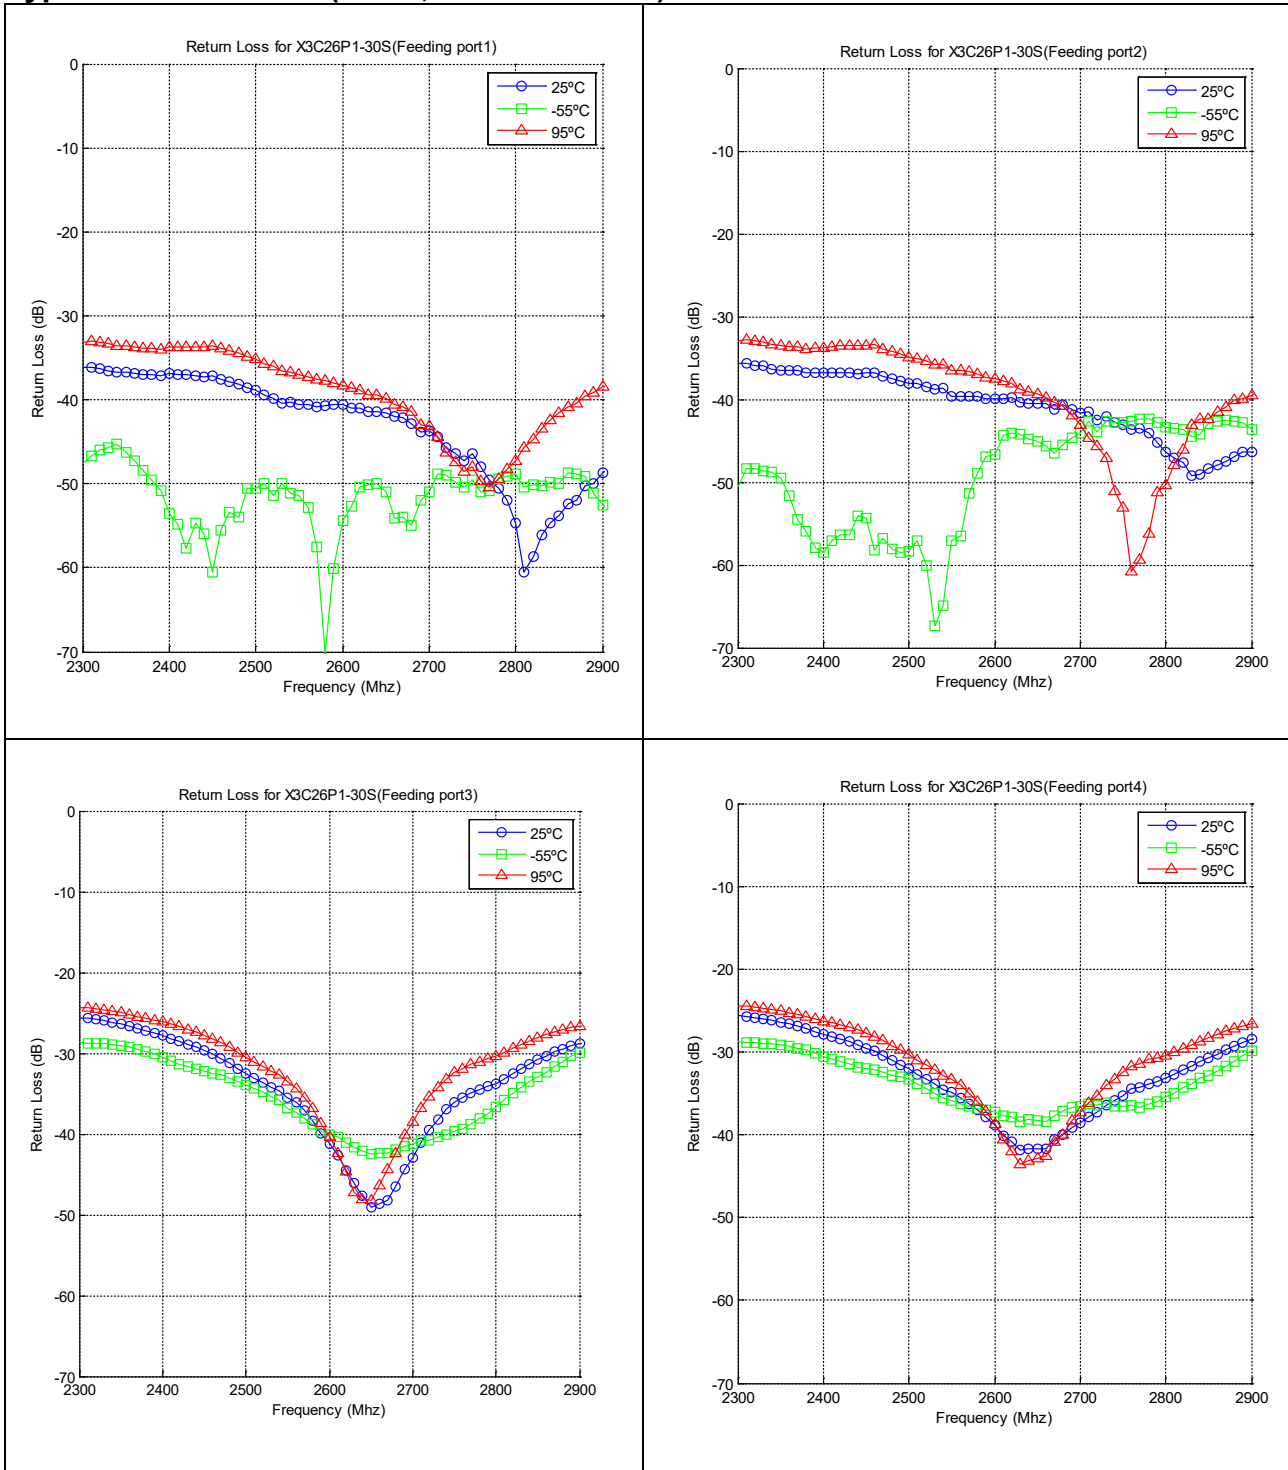 Return Loss for X3C26P1-30S(Feeding port1)
0
-10
-20
-30
-40
-50
-60
-70
Return Loss (dB)
2300 2400 2500 2600 2700 2800 2900
Frequency (Mhz)
25ºC
-55ºC
95ºC
Return Loss for X3C26P1-30S(Feeding port2)
0
-10
-20
-30
-40
-50
-60
-70
Return Loss (dB)
2300 2400 2500 2600 2700 2800 2900
Frequency (Mhz)
25ºC
-55ºC
95ºC
Return Loss for X3C26P1-30S(Feeding port3)
0
-10
-20
-30
-40
-50
-60
-70
Return Loss (dB)
2300 2400 2500 2600 2700 2800 2900
Frequency (Mhz)
25ºC
-55ºC
95ºC
Return Loss for X3C26P1-30S(Feeding port4)
0
-10
-20
-30
-40
-50
-60
-70
Return Loss (dB)
2300 2400 2500 2600 2700 2800 2900
Frequency (Mhz)
25ºC
-55ºC
95ºC